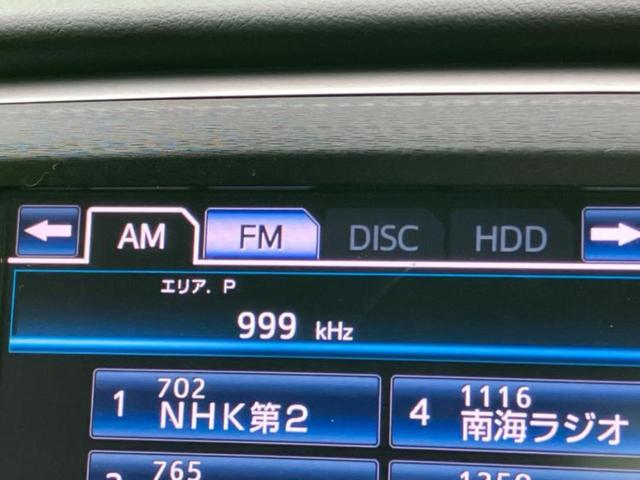 AM FM DISC HDD
エリア. P
999 kHz
1 702 NHK第2
4 1116 南海ラジオ
765